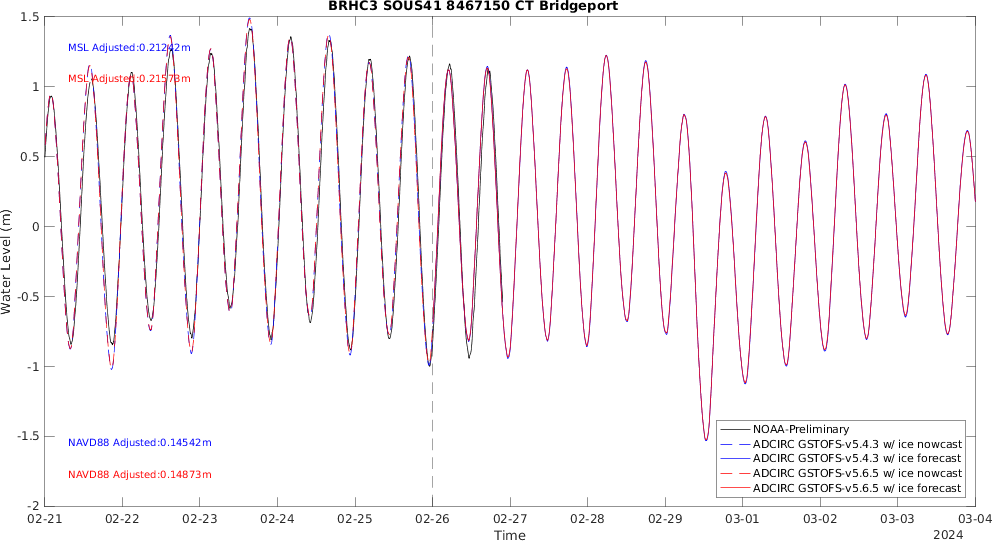 BRHC3 SOUS41 8467150 CT Bridgeport
1.5
1
0.5
0
-0.5
-1
-1.5
-2
Water Level (m)
MSL Adjusted:0.21242m
MSL Adjusted:0.21573m
NAVD88 Adjusted:0.14542m
NAVD88 Adjusted:0.14873m
NOAA-Preliminary
ADCIRC GSTOFS-v5.4.3 w/ ice nowcast
ADCIRC GSTOFS-v5.4.3 w/ ice forecast
ADCIRC GSTOFS-v5.6.5 w/ ice nowcast
ADCIRC GSTOFS-v5.6.5 w/ ice forecast
02-21 02-22 02-23 02-24 02-25 02-26 02-27 02-28 02-29 03-01 03-02 03-03 03-04
Time
2024